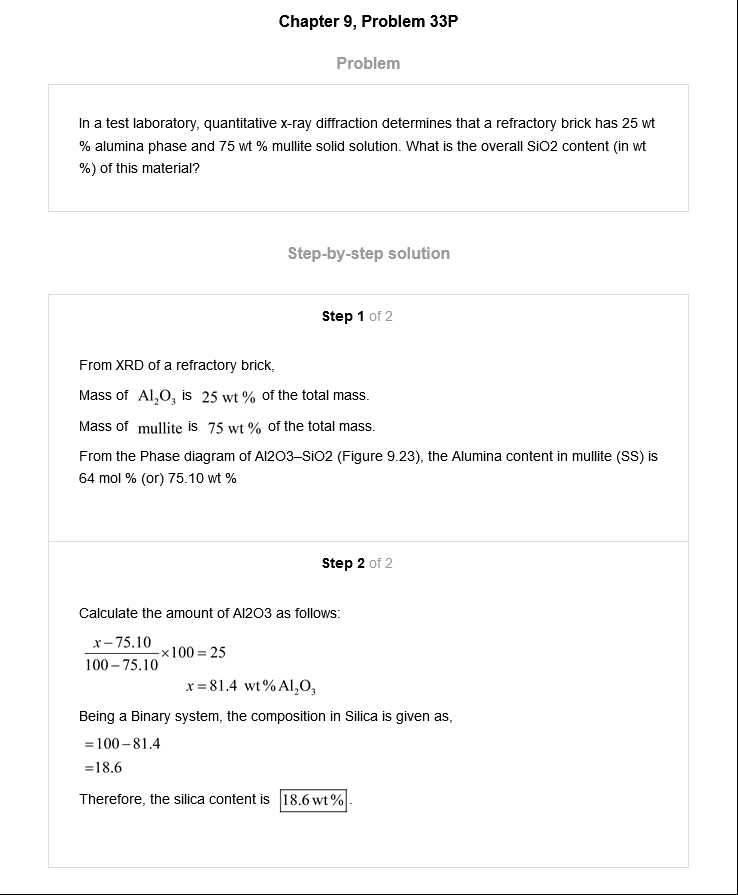 Chapter 9, Problem 33P
Problem
In a test laboratory, quantitative x-ray diffraction determines that a refractory brick has 25 wt
% alumina phase and 75 wt % mullite solid solution. What is the overall SiO2 content (in wt
%) of this material?
Step-by-step solution
Step 1 of 2
From XRD of a refractory brick,
Mass of Al₂O₃ is 25 wt % of the total mass.
Mass of mullite is 75 wt % of the total mass.
From the Phase diagram of Al2O3–SiO2 (Figure 9.23), the Alumina content in mullite (SS) is
64 mol % (or) 75.10 wt %
Step 2 of 2
Calculate the amount of Al2O3 as follows:
x − 75.10
100 − 75.10 ×100 = 25
x = 81.4 wt% Al₂O₃
Being a Binary system, the composition in Silica is given as,
= 100 − 81.4
=18.6
Therefore, the silica content is 18.6 wt% .